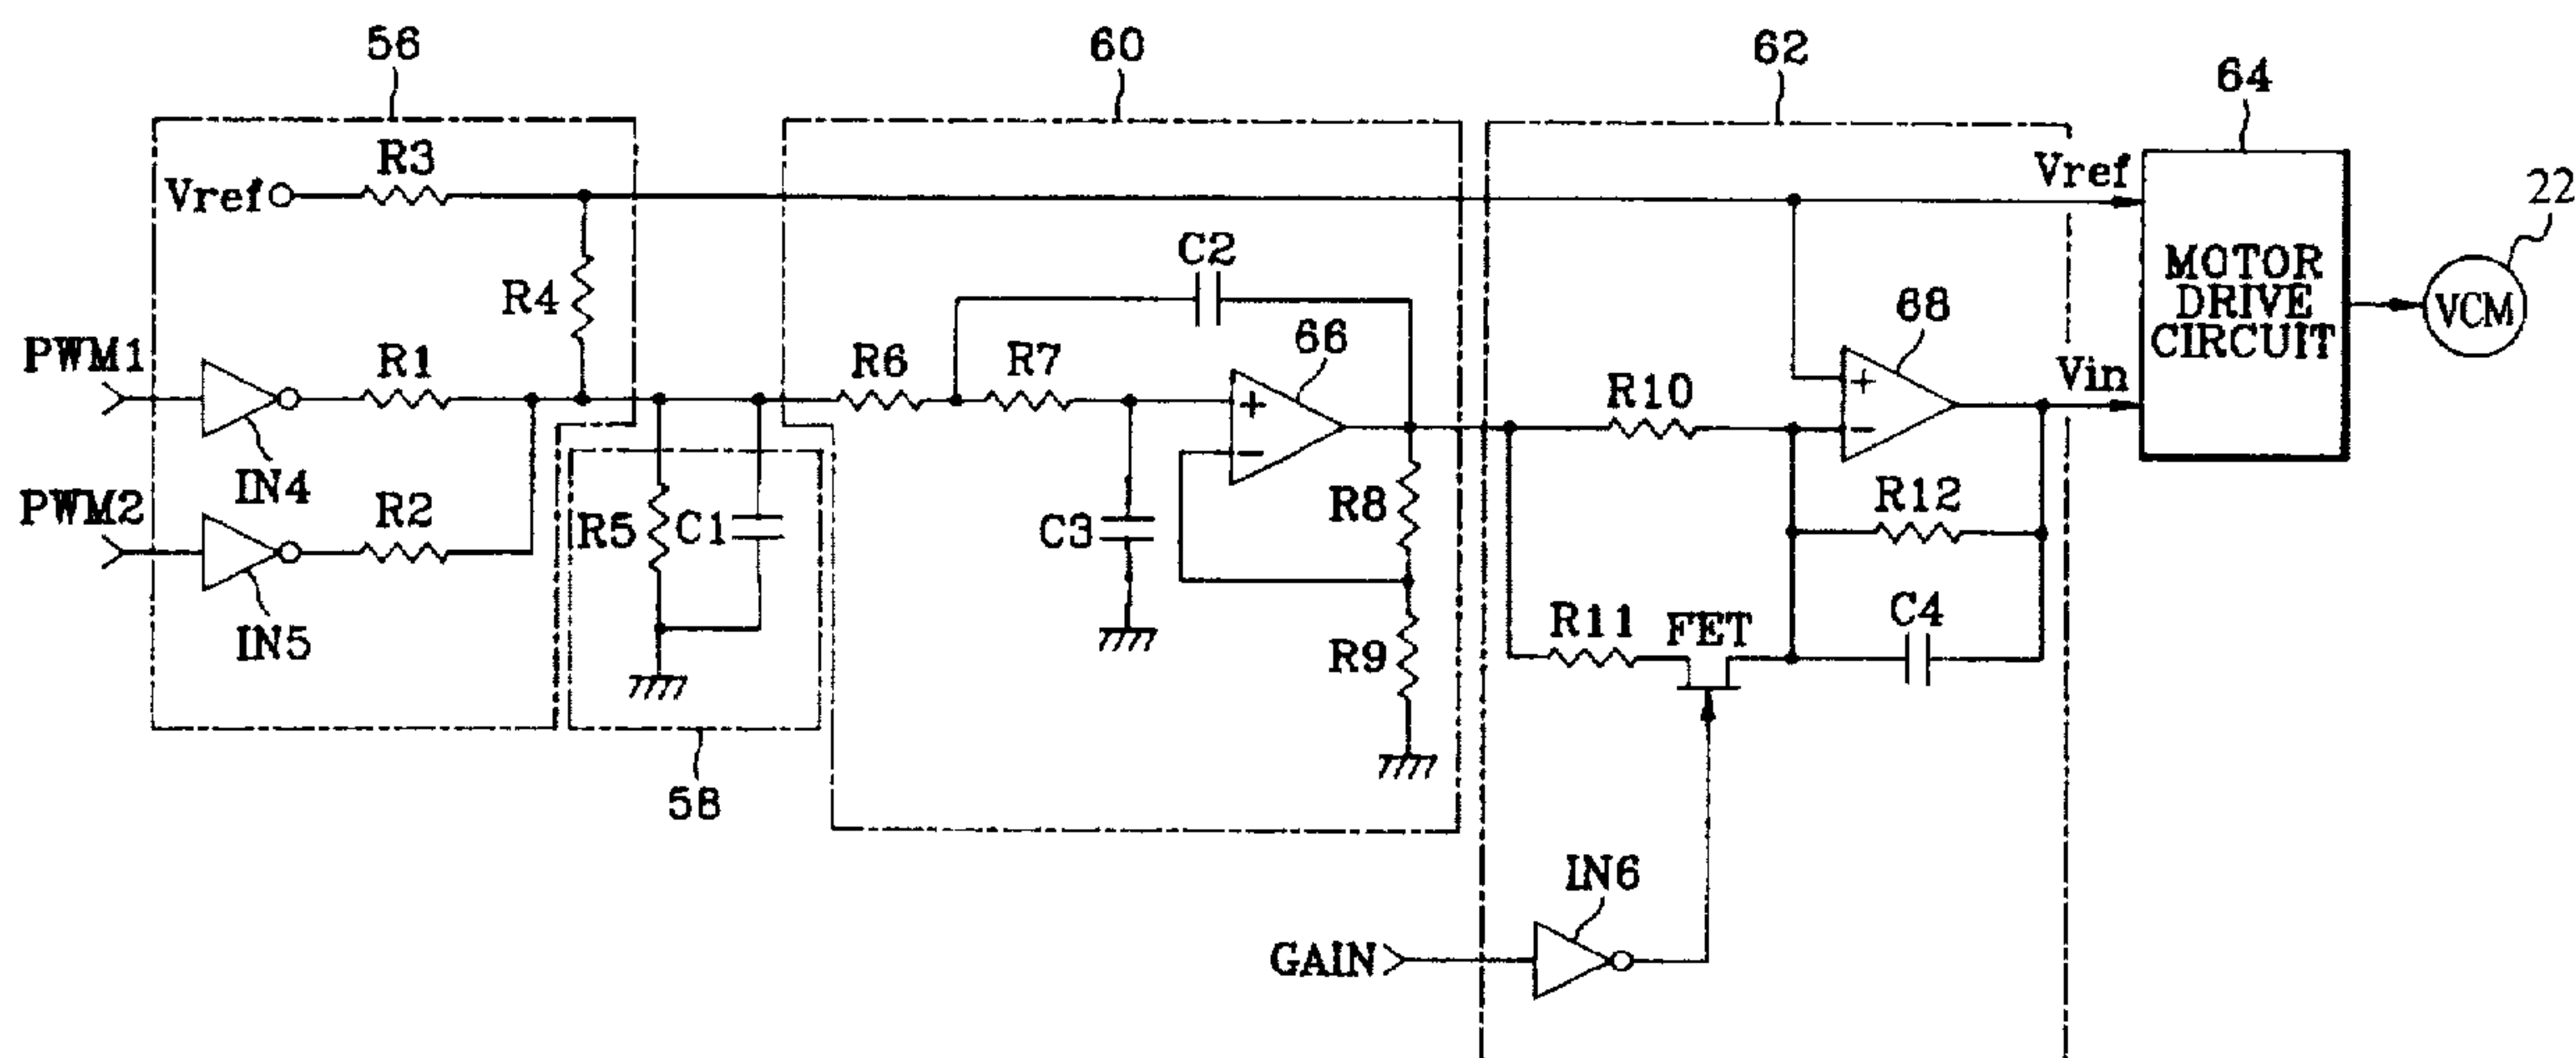 56
60
62
64
R3
Vref
Vref
22
C2
R4
66
68
MOTOR
DRIVE
CIRCUIT
VCM
PWM1
R1
R6
R7
+
+
Vin
R10
−
−
IN4
PWM2
R2
R5
C1
C3
R8
R12
IN5
R11
FET
C4
R9
58
IN6
GAIN